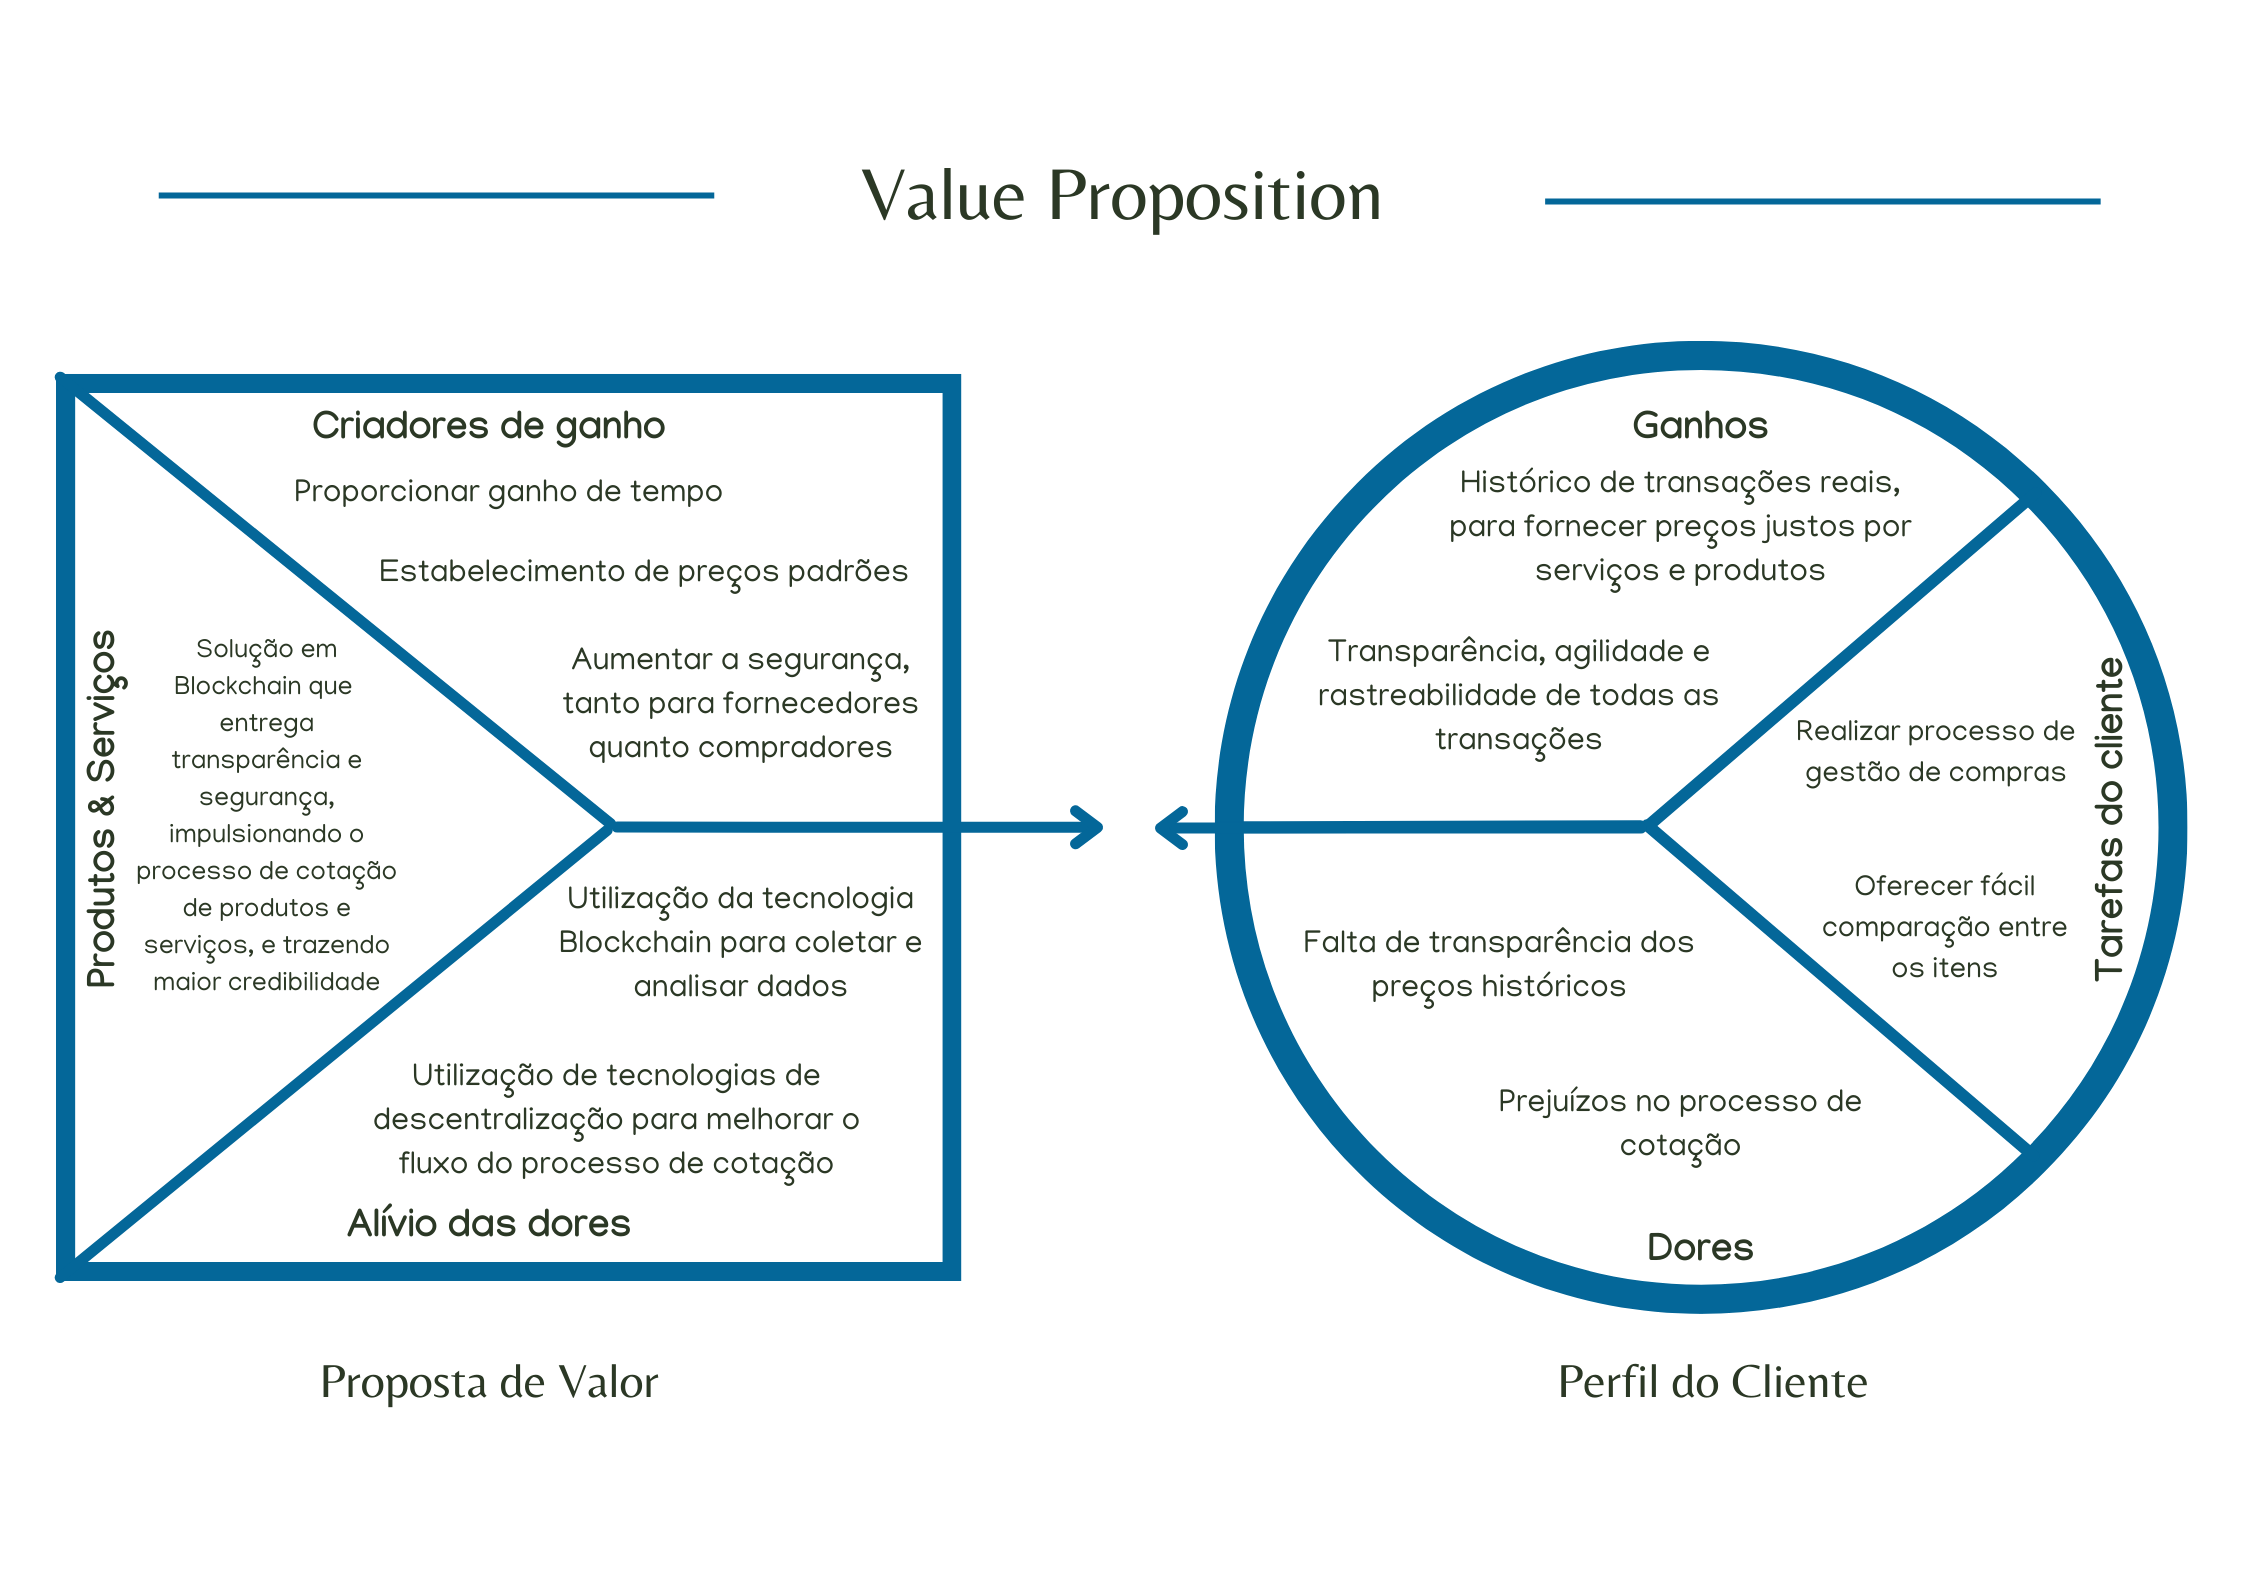 Value Proposition
Criadores de ganho
Proporcionar ganho de tempo
Estabelecimento de preços padrões
Aumentar a segurança,
tanto para fornecedores
quanto compradores
Produtos & Serviços
Solução em
Blockchain que
entrega
transparência e
segurança,
impulsionando o
processo de cotação
de produtos e
serviços, e trazendo
maior credibilidade
Utilização da tecnologia
Blockchain para coletar e
analisar dados
Utilização de tecnologias de
descentralização para melhorar o
fluxo do processo de cotação
Alívio das dores
Proposta de Valor
Ganhos
Histórico de transações reais,
para fornecer preços justos por
serviços e produtos
Transparência, agilidade e
rastreabilidade de todas as
transações
Realizar processo de
gestão de compras
Oferecer fácil
comparação entre
os itens
Tarefas do cliente
Falta de transparência dos
preços históricos
Prejuízos no processo de
cotação
Dores
Perfil do Cliente